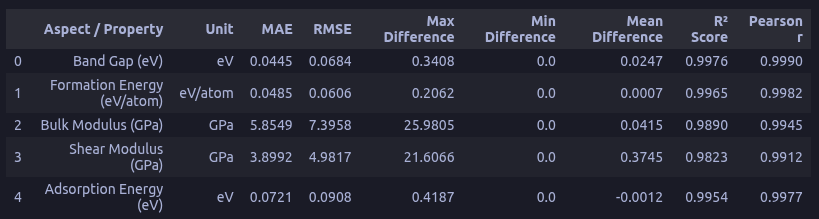 Aspect / Property Unit MAE RMSE Max Difference Min Difference Mean Difference R² Score Pearson r
0 Band Gap (eV) eV 0.0445 0.0684 0.3408 0.0 0.0247 0.9976 0.9990
1 Formation Energy (eV/atom) eV/atom 0.0485 0.0606 0.2062 0.0 0.0007 0.9965 0.9982
2 Bulk Modulus (GPa) GPa 5.8549 7.3958 25.9805 0.0 0.0415 0.9890 0.9945
3 Shear Modulus (GPa) GPa 3.8992 4.9817 21.6066 0.0 0.3745 0.9823 0.9912
4 Adsorption Energy (eV) eV 0.0721 0.0908 0.4187 0.0 -0.0012 0.9954 0.9977